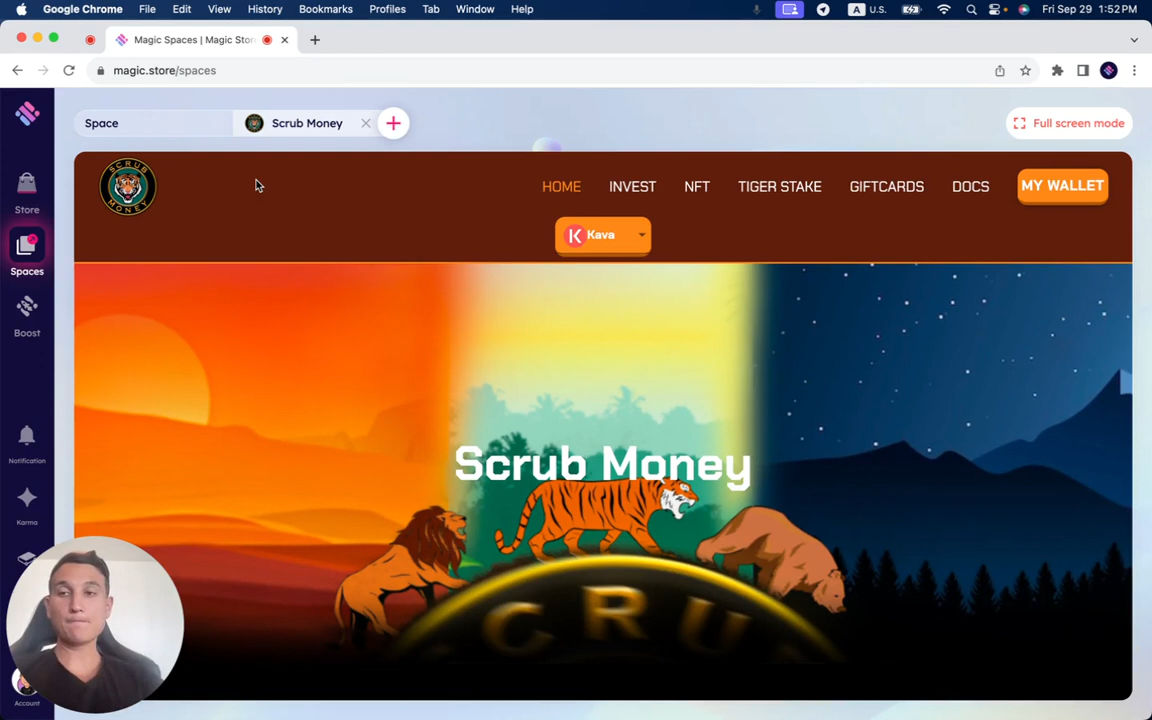 Google Chrome File Edit View History Bookmarks Profiles Tab Window Help A U.S. Fri Sep 29 1:52 PM
Magic Spaces | Magic Stor
magic.store/spaces
Space Scrub Money Full screen mode
SCRUB MONEY
HOME INVEST NFT TIGER STAKE GIFTCARDS DOCS MY WALLET
Kava
Store
Spaces
Boost
Scrub Money
SCRU
Notification
Karma
Account